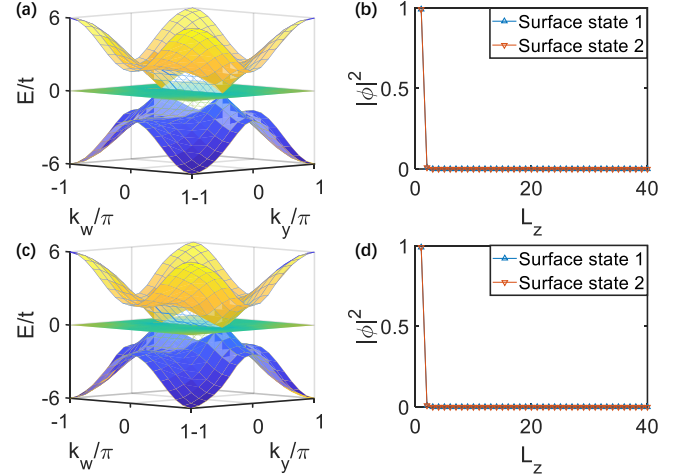 (a)
6
0
-6
E/t
-1
0
1
-1
0
1
k_w/π
k_y/π
(b)
1
0.5
0
|ϕ|^2
Surface state 1
Surface state 2
0
20
40
L_z
(c)
6
0
-6
E/t
-1
0
1
-1
0
1
k_w/π
k_y/π
(d)
1
0.5
0
|ϕ|^2
Surface state 1
Surface state 2
0
20
40
L_z